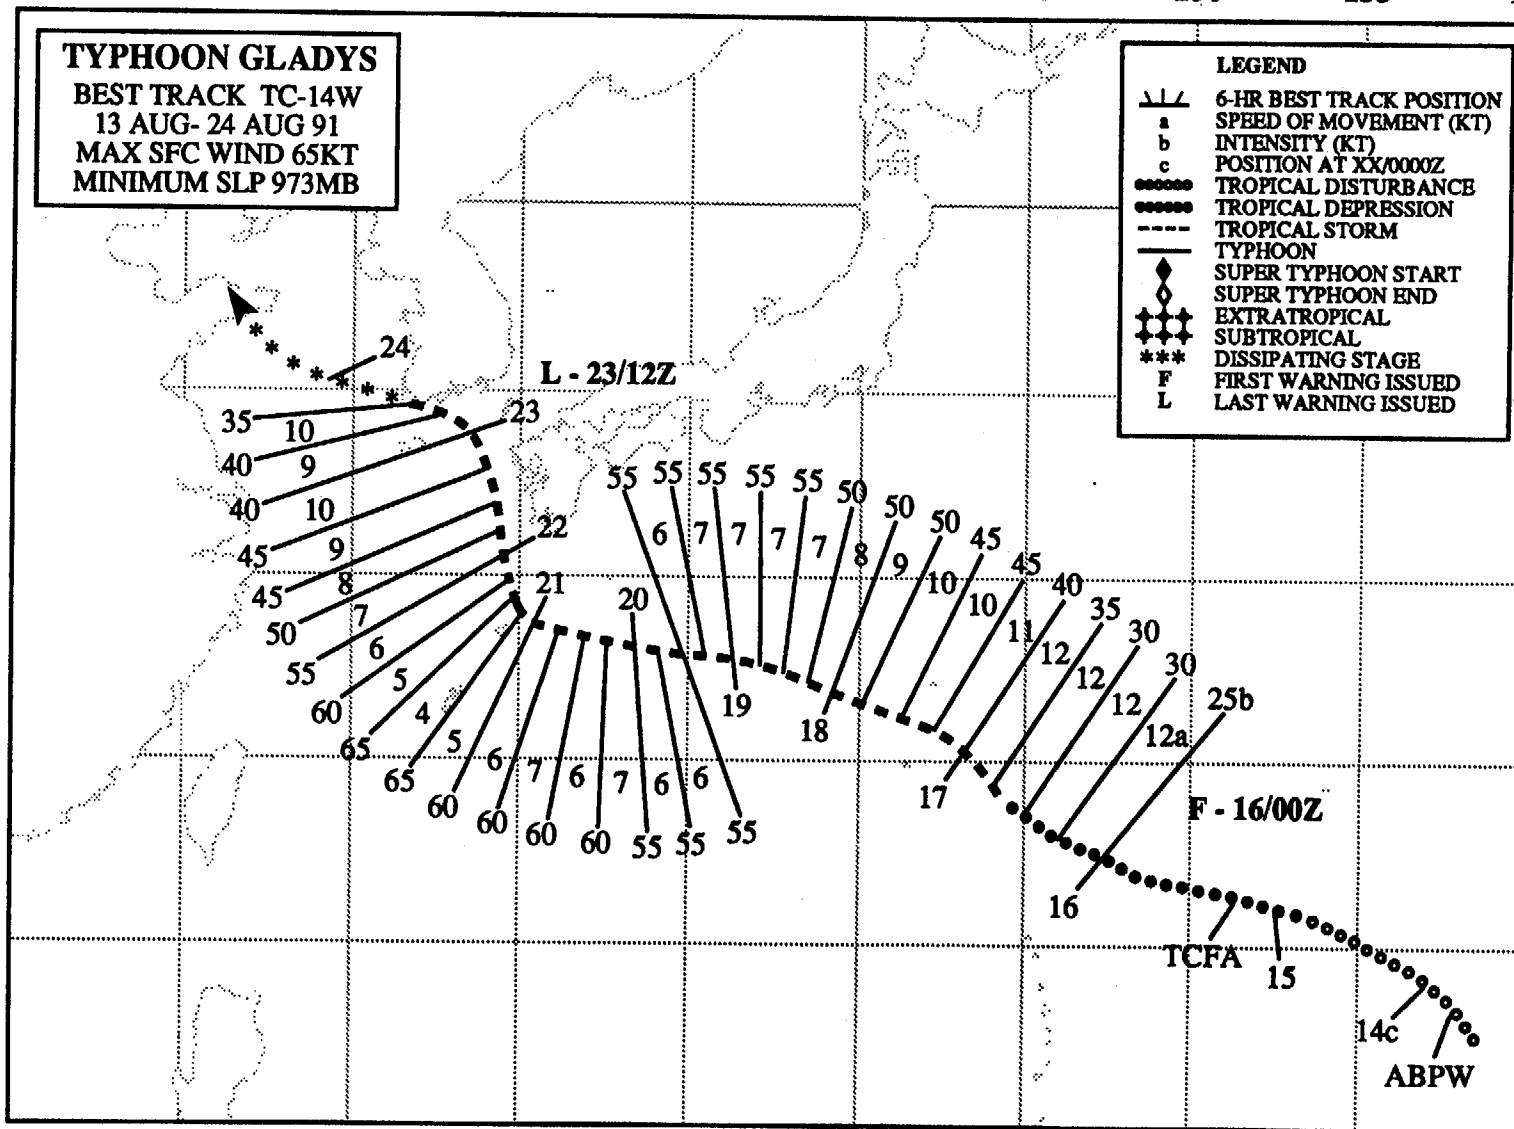 TYPHOON GLADYS
BEST TRACK TC-14W
13 AUG- 24 AUG 91
MAX SFC WIND 65KT
MINIMUM SLP 973MB
LEGEND
6-HR BEST TRACK POSITION
a SPEED OF MOVEMENT (KT)
b INTENSITY (KT)
c POSITION AT XX/0000Z
TROPICAL DISTURBANCE
TROPICAL DEPRESSION
TROPICAL STORM
TYPHOON
SUPER TYPHOON START
SUPER TYPHOON END
EXTRATROPICAL
SUBTROPICAL
*** DISSIPATING STAGE
F FIRST WARNING ISSUED
L LAST WARNING ISSUED
24
L - 23/12Z
23
22
21
20
35
40
40
45
45
50
55
60
65
65
60
60
60
60
55
55
55
10
9
10
9
8
7
6
5
4
5
6
7
6
7
6
6
55
55
55
55
55
50
50
50
45
45
40
35
30
30
25b
6
7
7
7
7
8
9
10
10
11
12
12
12
12a
19
18
17
16
F - 16/00Z
TCFA
15
14c
ABPW